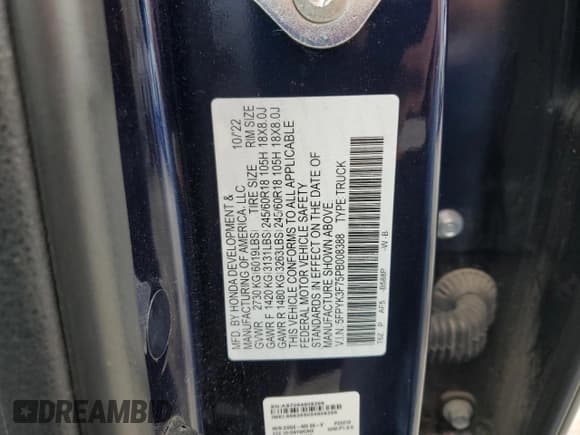 MFD. BY HONDA DEVELOPMENT &
MANUFACTURING OF AMERICA, LLC 10/22
GVWR 2730 KG(6019LBS) TIRE SIZE RIM SIZE
GAWR F 1420 KG(3131LBS) 245/60R18 105H 18X8.0J
GAWR R 1480 KG(3263LBS) 245/60R18 105H 18X8.0J
THIS VEHICLE CONFORMS TO ALL APPLICABLE
FEDERAL MOTOR VEHICLE SAFETY
STANDARDS IN EFFECT ON THE DATE OF
MANUFACTURE SHOWN ABOVE.
V.I.N. 5FPYK3F75PB008388 TYPE:TRUCK
T6Z P AF5 -B588P -W -B
DREAMBID